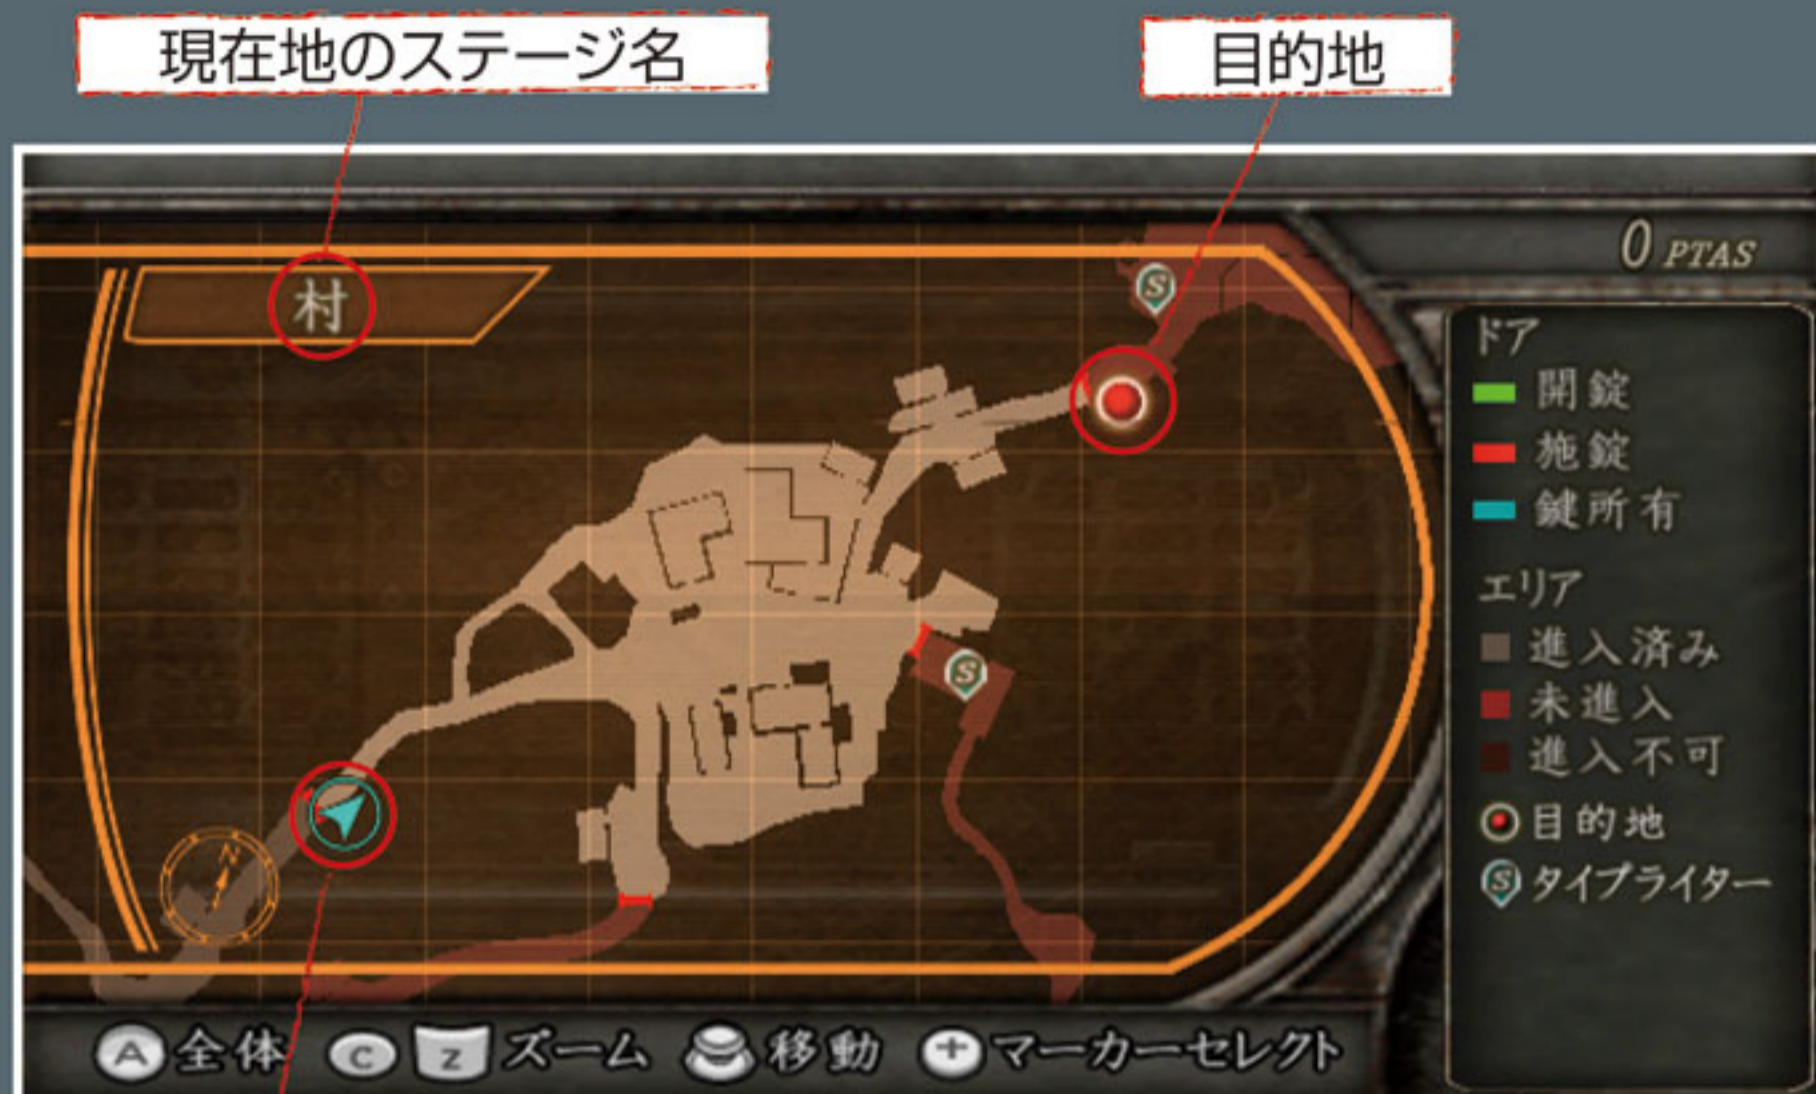 現在地のステージ名
目的地
0 PTAS
村
S
S
N
ドア
開錠
施錠
鍵所有
エリア
進入済み
未進入
進入不可
目的地
S タイプライター
A 全体 C Z ズーム 移動 + マーカーセレクト